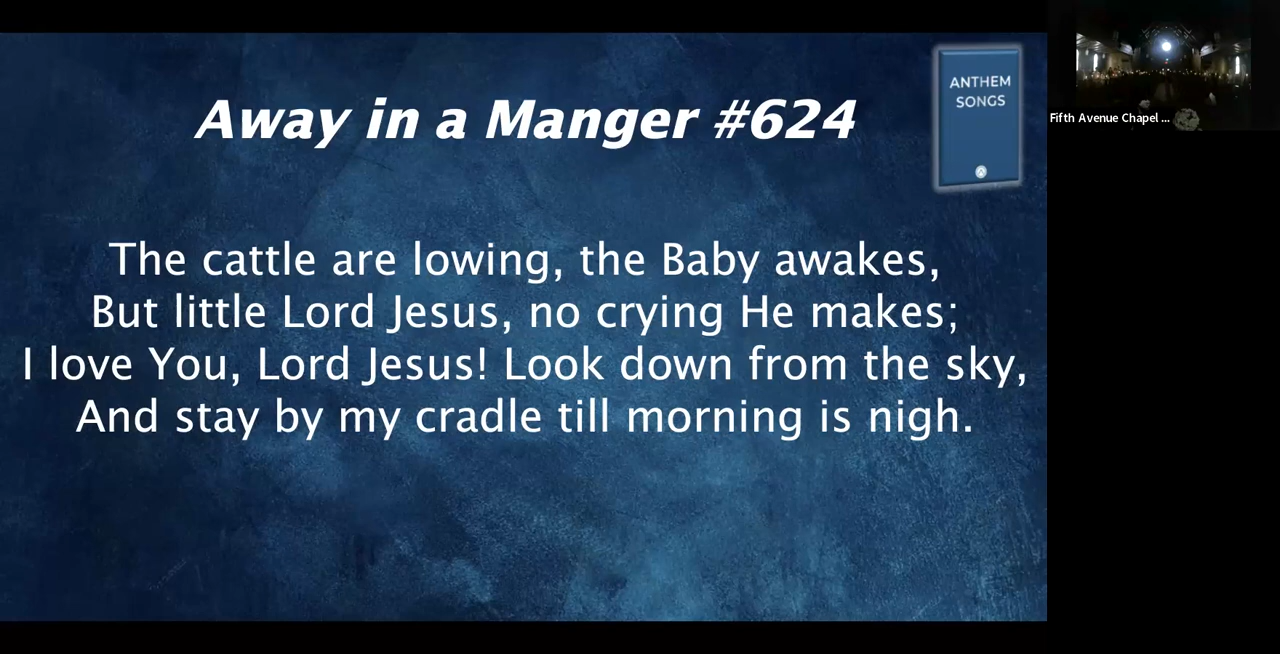 Away in a Manger #624
ANTHEM
SONGS
The cattle are lowing, the Baby awakes,
But little Lord Jesus, no crying He makes;
I love You, Lord Jesus! Look down from the sky,
And stay by my cradle till morning is nigh.
Fifth Avenue Chapel ...